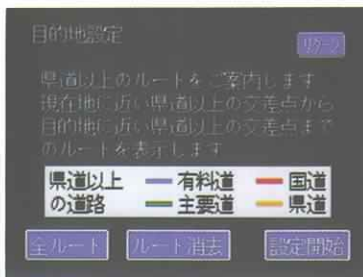 目的地設定
リターン
県道以上のルートをご案内します
現在地に近い県道以上の交差点から
目的地に近い県道以上の交差点まで
のルートを表示します
県道以上 有料道 国道
の道路 主要道 県道
全ルート ルート消去 設定開始